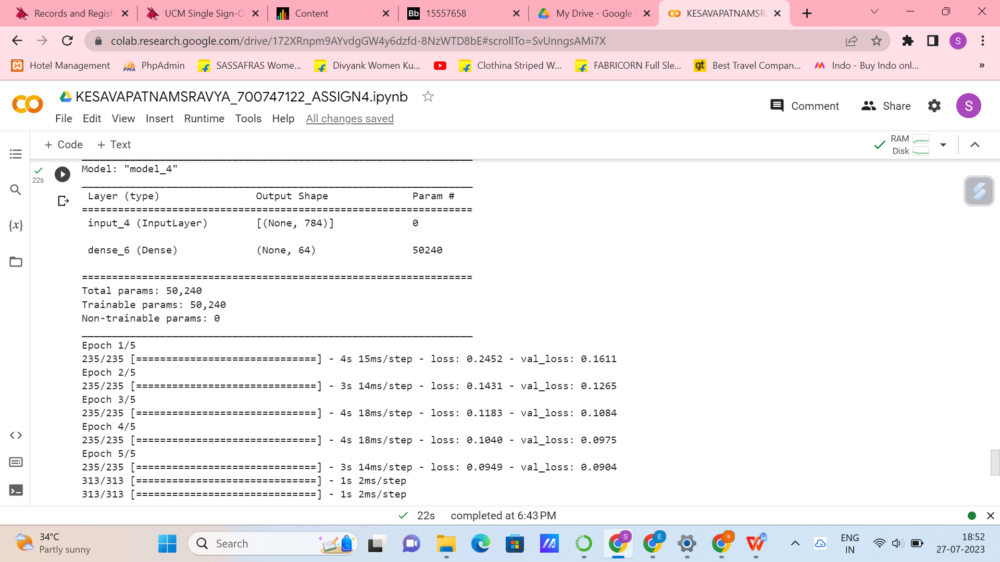 Records and Regist
UCM Single Sign-O
Content
Bb 15557658
My Drive - Google
KESAVAPATNAMSR
colab.research.google.com/drive/172XRnpm9AYvdgGW4y6dzfd-8NzWTD8bE#scrollTo=SvUnngsAMi7X
S
Hotel Management
PMA PhpAdmin
SASSAFRAS Wome...
Divyank Women Ku...
Clothina Striped W...
FABRICORN Full Sle...
gt Best Travel Compan...
Indo - Buy Indo onl...
»
KESAVAPATNAMSRAVYA_700747122_ASSIGN4.ipynb
Comment
Share
S
File Edit View Insert Runtime Tools Help All changes saved
+ Code + Text
RAM
Disk
22s
{x}
Model: "model_4"
_________________________________________________________________
Layer (type) Output Shape Param #
=================================================================
input_4 (InputLayer) [(None, 784)] 0
dense_6 (Dense) (None, 64) 50240
=================================================================
Total params: 50,240
Trainable params: 50,240
Non-trainable params: 0
_________________________________________________________________
Epoch 1/5
235/235 [==============================] - 4s 15ms/step - loss: 0.2452 - val_loss: 0.1611
Epoch 2/5
235/235 [==============================] - 3s 14ms/step - loss: 0.1431 - val_loss: 0.1265
Epoch 3/5
235/235 [==============================] - 4s 18ms/step - loss: 0.1183 - val_loss: 0.1084
Epoch 4/5
235/235 [==============================] - 4s 18ms/step - loss: 0.1040 - val_loss: 0.0975
Epoch 5/5
235/235 [==============================] - 3s 14ms/step - loss: 0.0949 - val_loss: 0.0904
313/313 [==============================] - 1s 2ms/step
313/313 [==============================] - 1s 2ms/step
22s completed at 6:43 PM
34°C
Partly sunny
Search
S
E
S
W
ENG
IN
18:52
27-07-2023